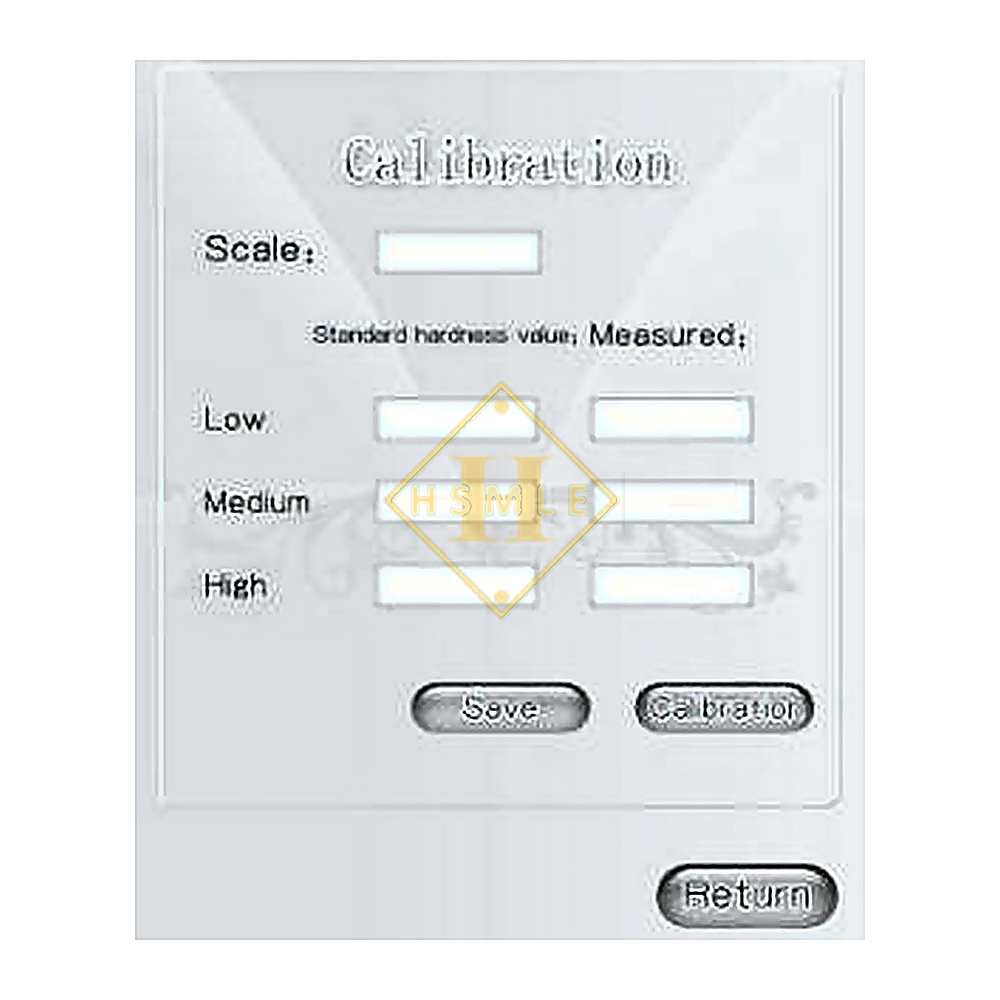 Calibration
Scale:
Standard hardness value: Measured:
Low
Medium
High
H
HSMLE
Save
Calibration
Return